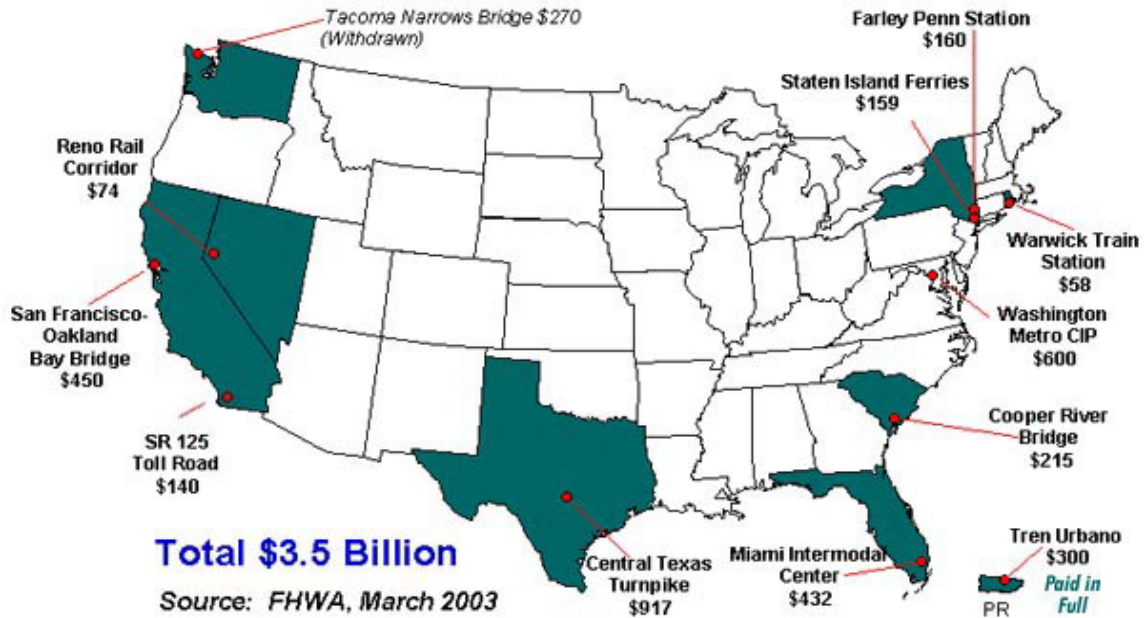 Tacoma Narrows Bridge $270
(Withdrawn)
Farley Penn Station
$160
Staten Island Ferries
$159
Reno Rail
Corridor
$74
Warwick Train
Station
$58
San Francisco-
Oakland
Bay Bridge
$450
Washington
Metro CIP
$600
SR 125
Toll Road
$140
Cooper River
Bridge
$215
Total $3.5 Billion
Source: FHWA, March 2003
Central Texas
Turnpike
$917
Miami Intermodal
Center
$432
Tren Urbano
$300
PR
Paid in
Full